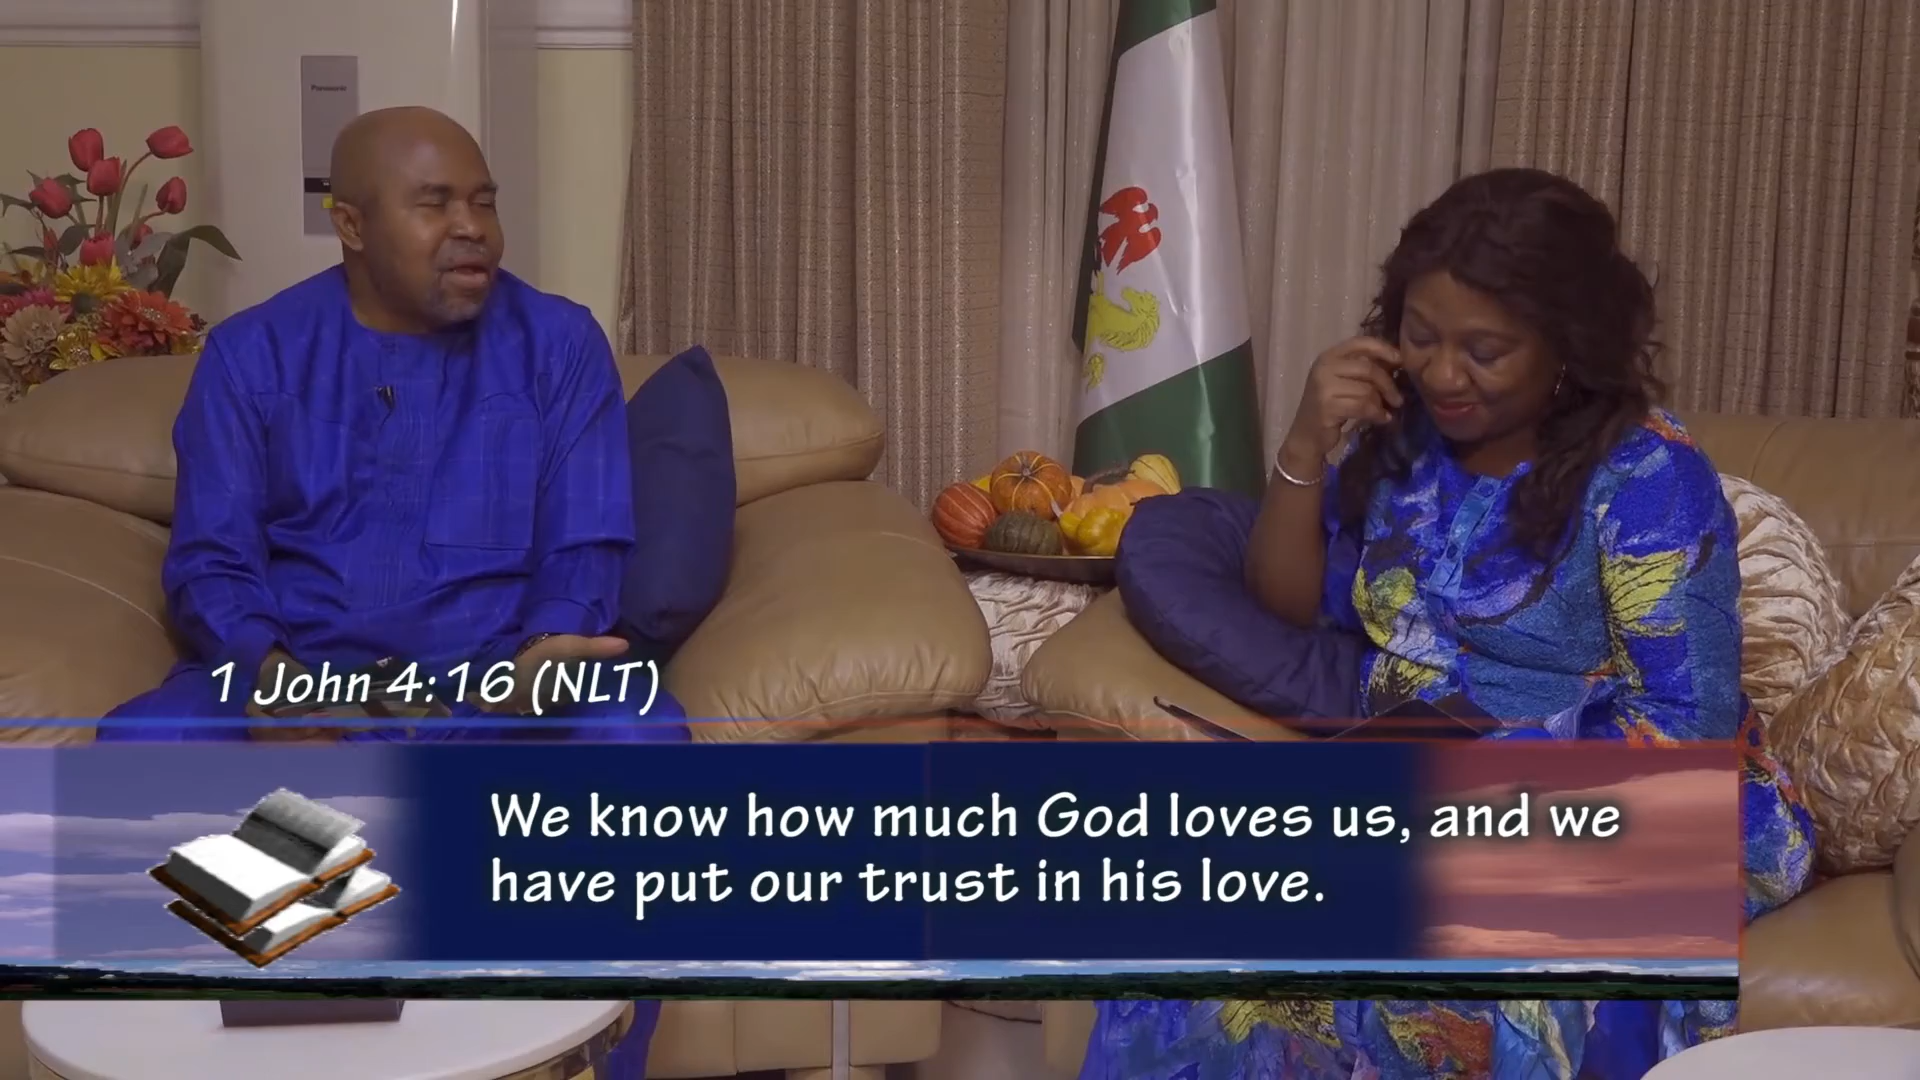 Panasonic
1 John 4:16 (NLT)
We know how much God loves us, and we
have put our trust in his love.